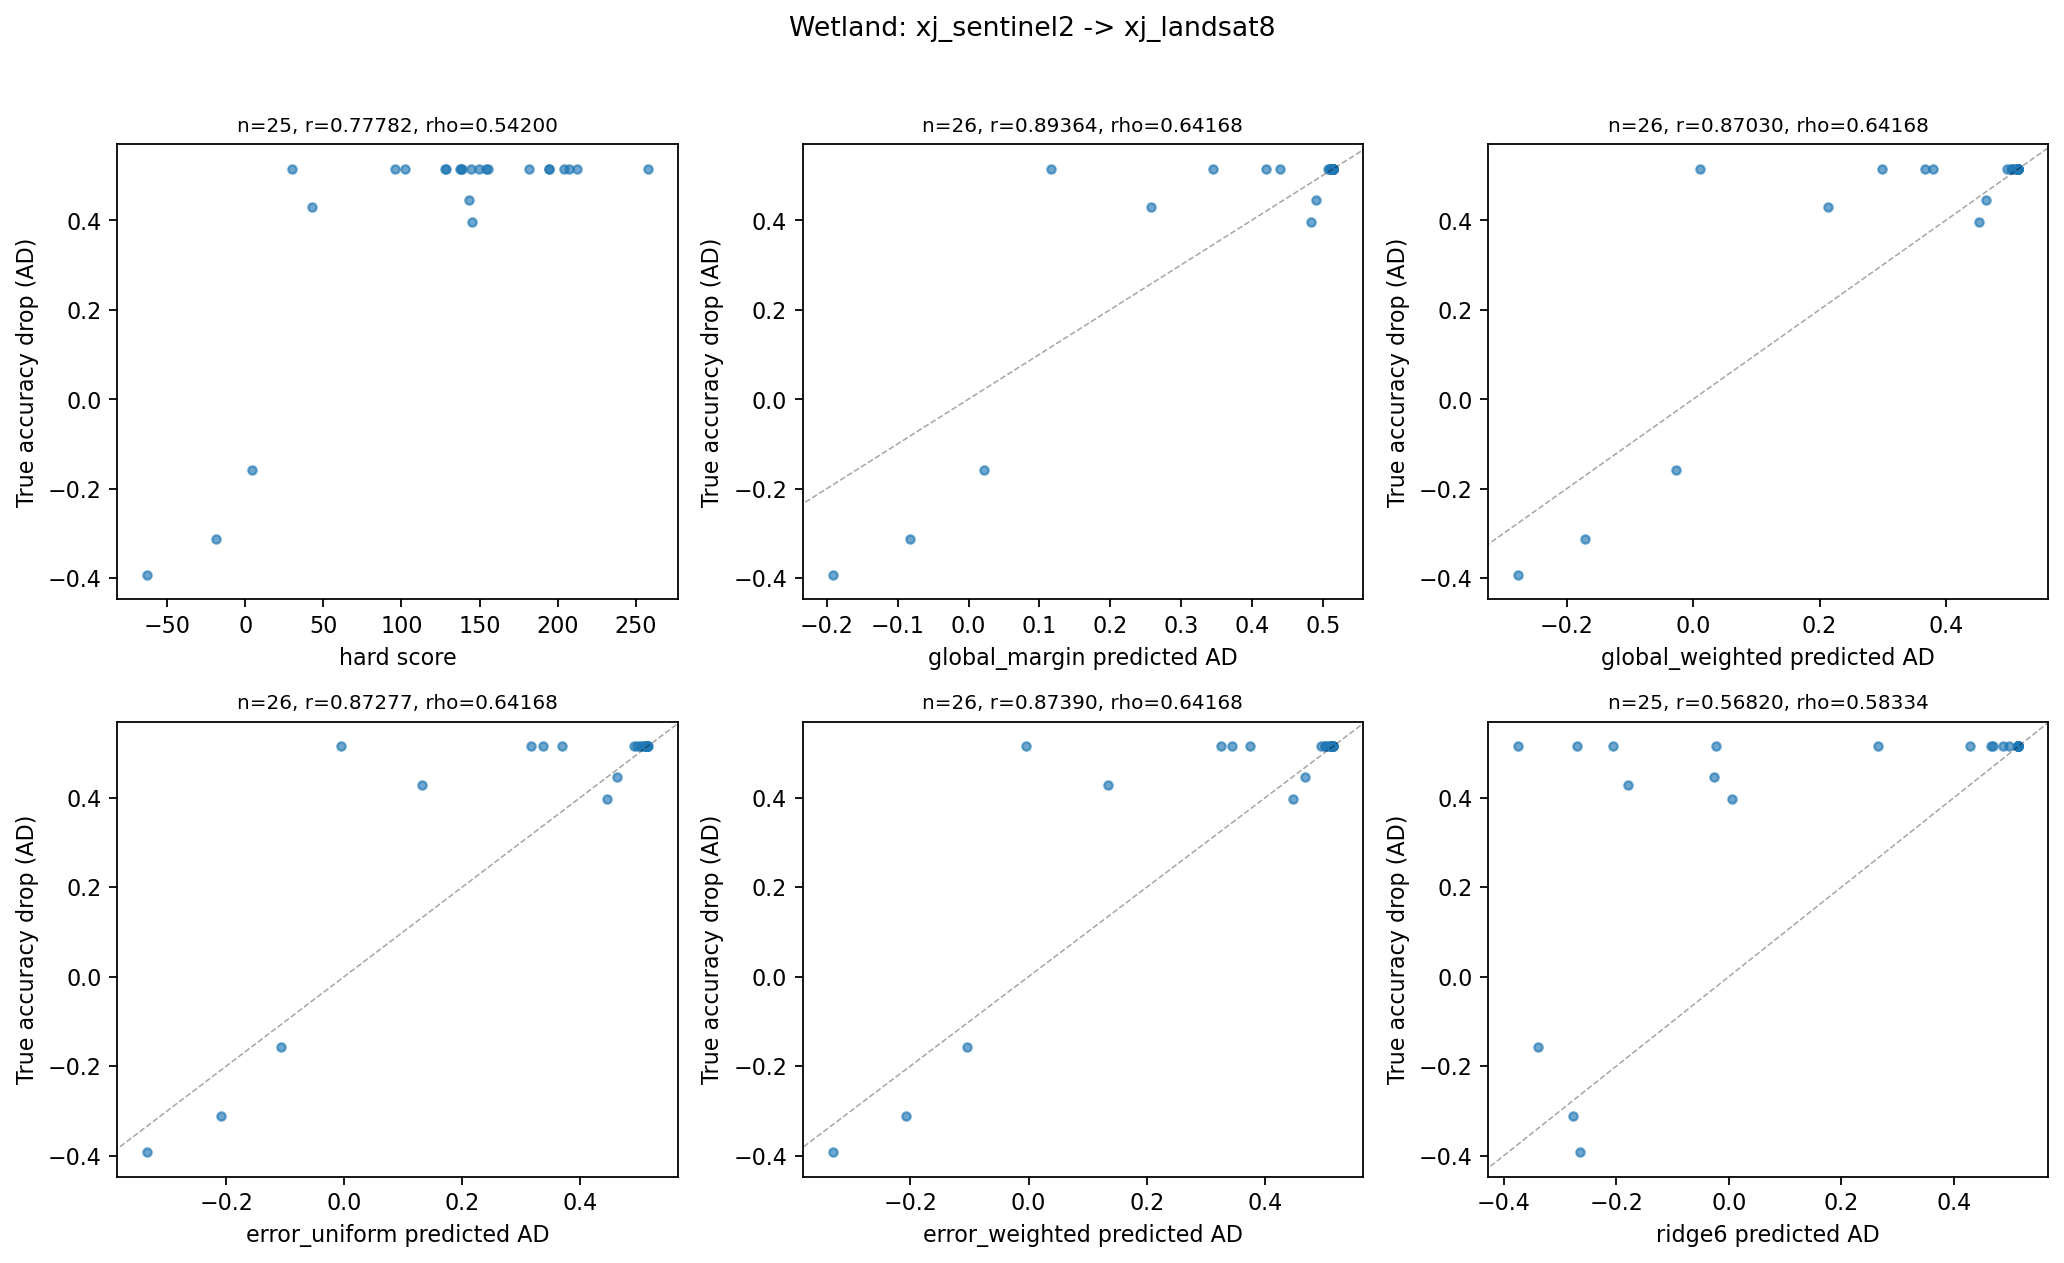 Wetland: xj_sentinel2 -> xj_landsat8
n=25, r=0.77782, rho=0.54200
True accuracy drop (AD)
0.4
0.2
0.0
−0.2
−0.4
−50 0 50 100 150 200 250
hard score
n=26, r=0.89364, rho=0.64168
True accuracy drop (AD)
0.4
0.2
0.0
−0.2
−0.4
−0.2 −0.1 0.0 0.1 0.2 0.3 0.4 0.5
global_margin predicted AD
n=26, r=0.87030, rho=0.64168
True accuracy drop (AD)
0.4
0.2
0.0
−0.2
−0.4
−0.2 0.0 0.2 0.4
global_weighted predicted AD
n=26, r=0.87277, rho=0.64168
True accuracy drop (AD)
0.4
0.2
0.0
−0.2
−0.4
−0.2 0.0 0.2 0.4
error_uniform predicted AD
n=26, r=0.87390, rho=0.64168
True accuracy drop (AD)
0.4
0.2
0.0
−0.2
−0.4
−0.2 0.0 0.2 0.4
error_weighted predicted AD
n=25, r=0.56820, rho=0.58334
True accuracy drop (AD)
0.4
0.2
0.0
−0.2
−0.4
−0.4 −0.2 0.0 0.2 0.4
ridge6 predicted AD